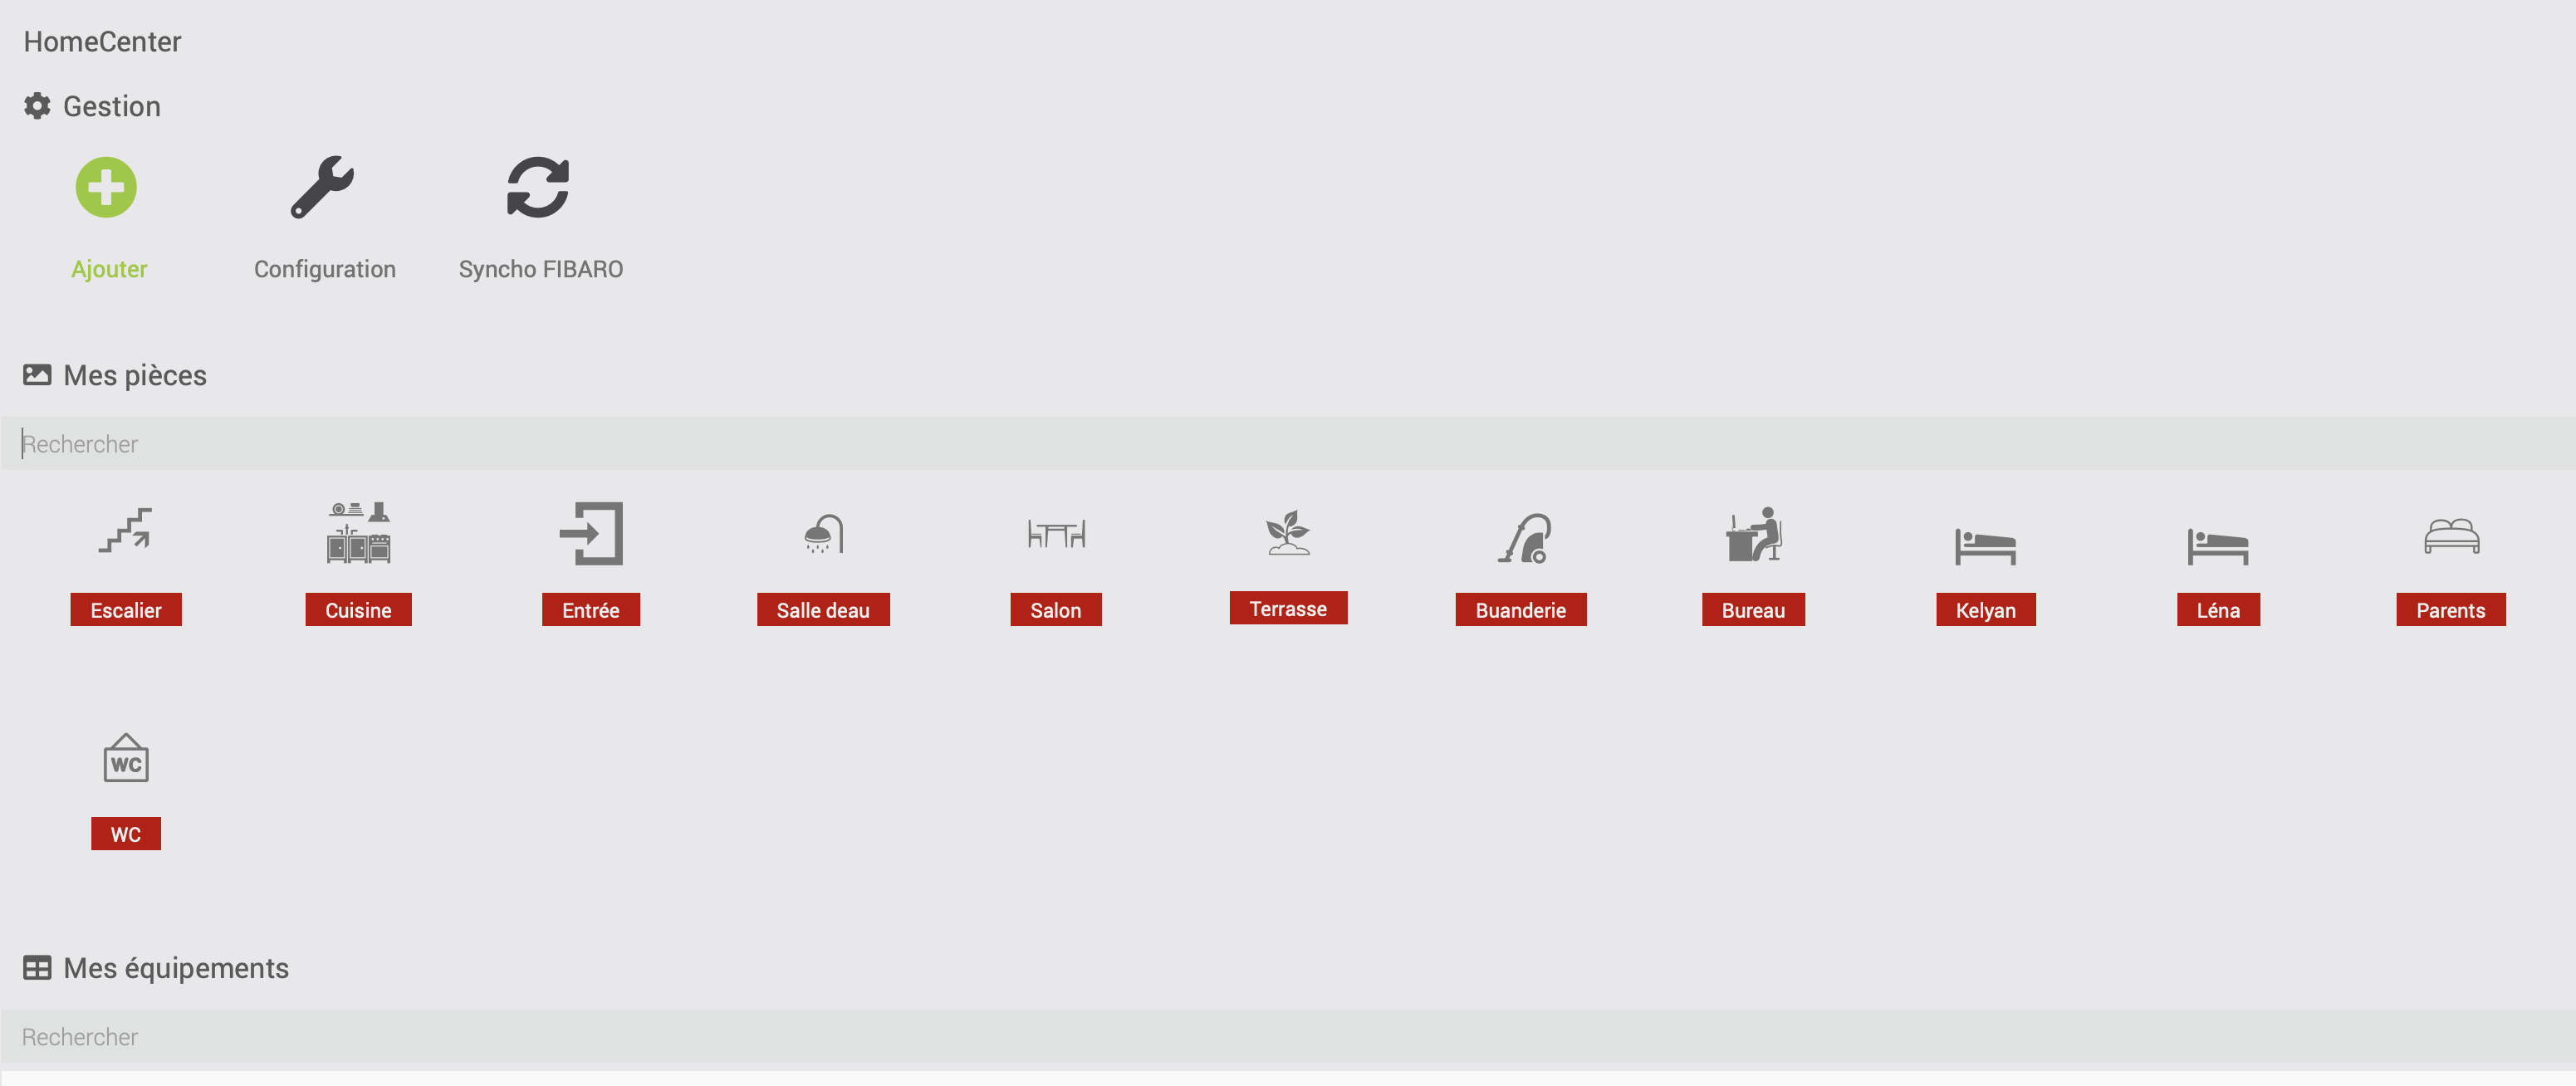 HomeCenter
Gestion
Ajouter Configuration Syncho FIBARO
Mes pièces
Rechercher
Escalier Cuisine Entrée Salle deau Salon Terrasse Buanderie Bureau Kelyan Léna Parents
WC
WC
Mes équipements
Rechercher